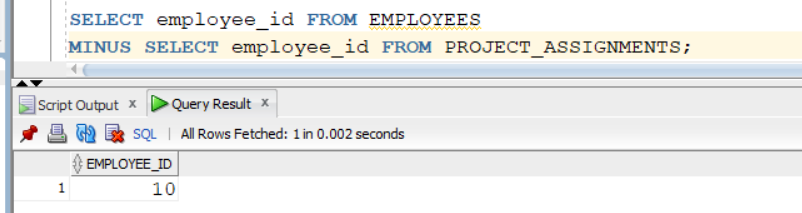 SELECT employee_id FROM EMPLOYEES
MINUS SELECT employee_id FROM PROJECT_ASSIGNMENTS;
Script Output x Query Result x
SQL | All Rows Fetched: 1 in 0.002 seconds
EMPLOYEE_ID
1 10